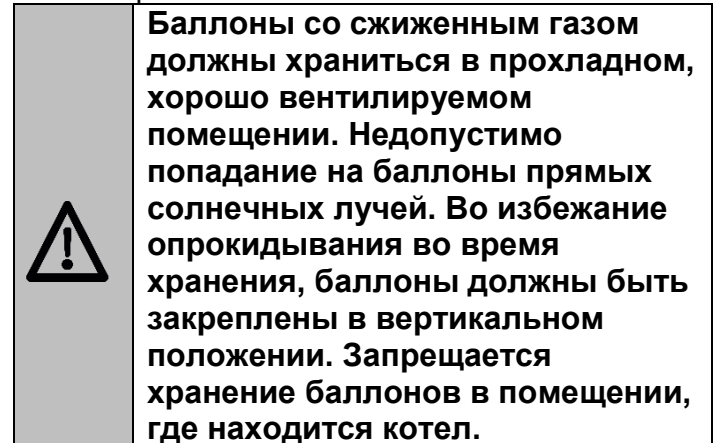 Баллоны со сжиженным газом
должны храниться в прохладном,
хорошо вентилируемом
помещении. Недопустимо
попадание на баллоны прямых
солнечных лучей. Во избежание
опрокидывания во время
хранения, баллоны должны быть
закреплены в вертикальном
положении. Запрещается
хранение баллонов в помещении,
где находится котел.